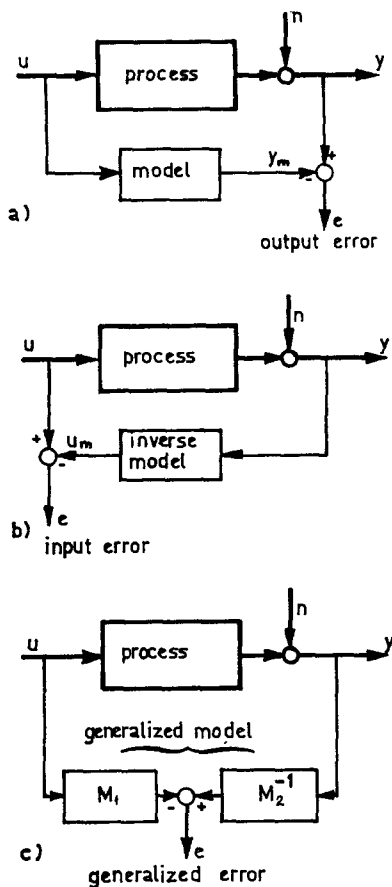 n
u
process
y
model
y_m
+
-
a)
e
output error
n
u
process
y
+
-
u_m
inverse
model
e
b)
input error
n
u
process
y
generalized model
M_1
-
+
M_2^-1
c)
e
generalized error